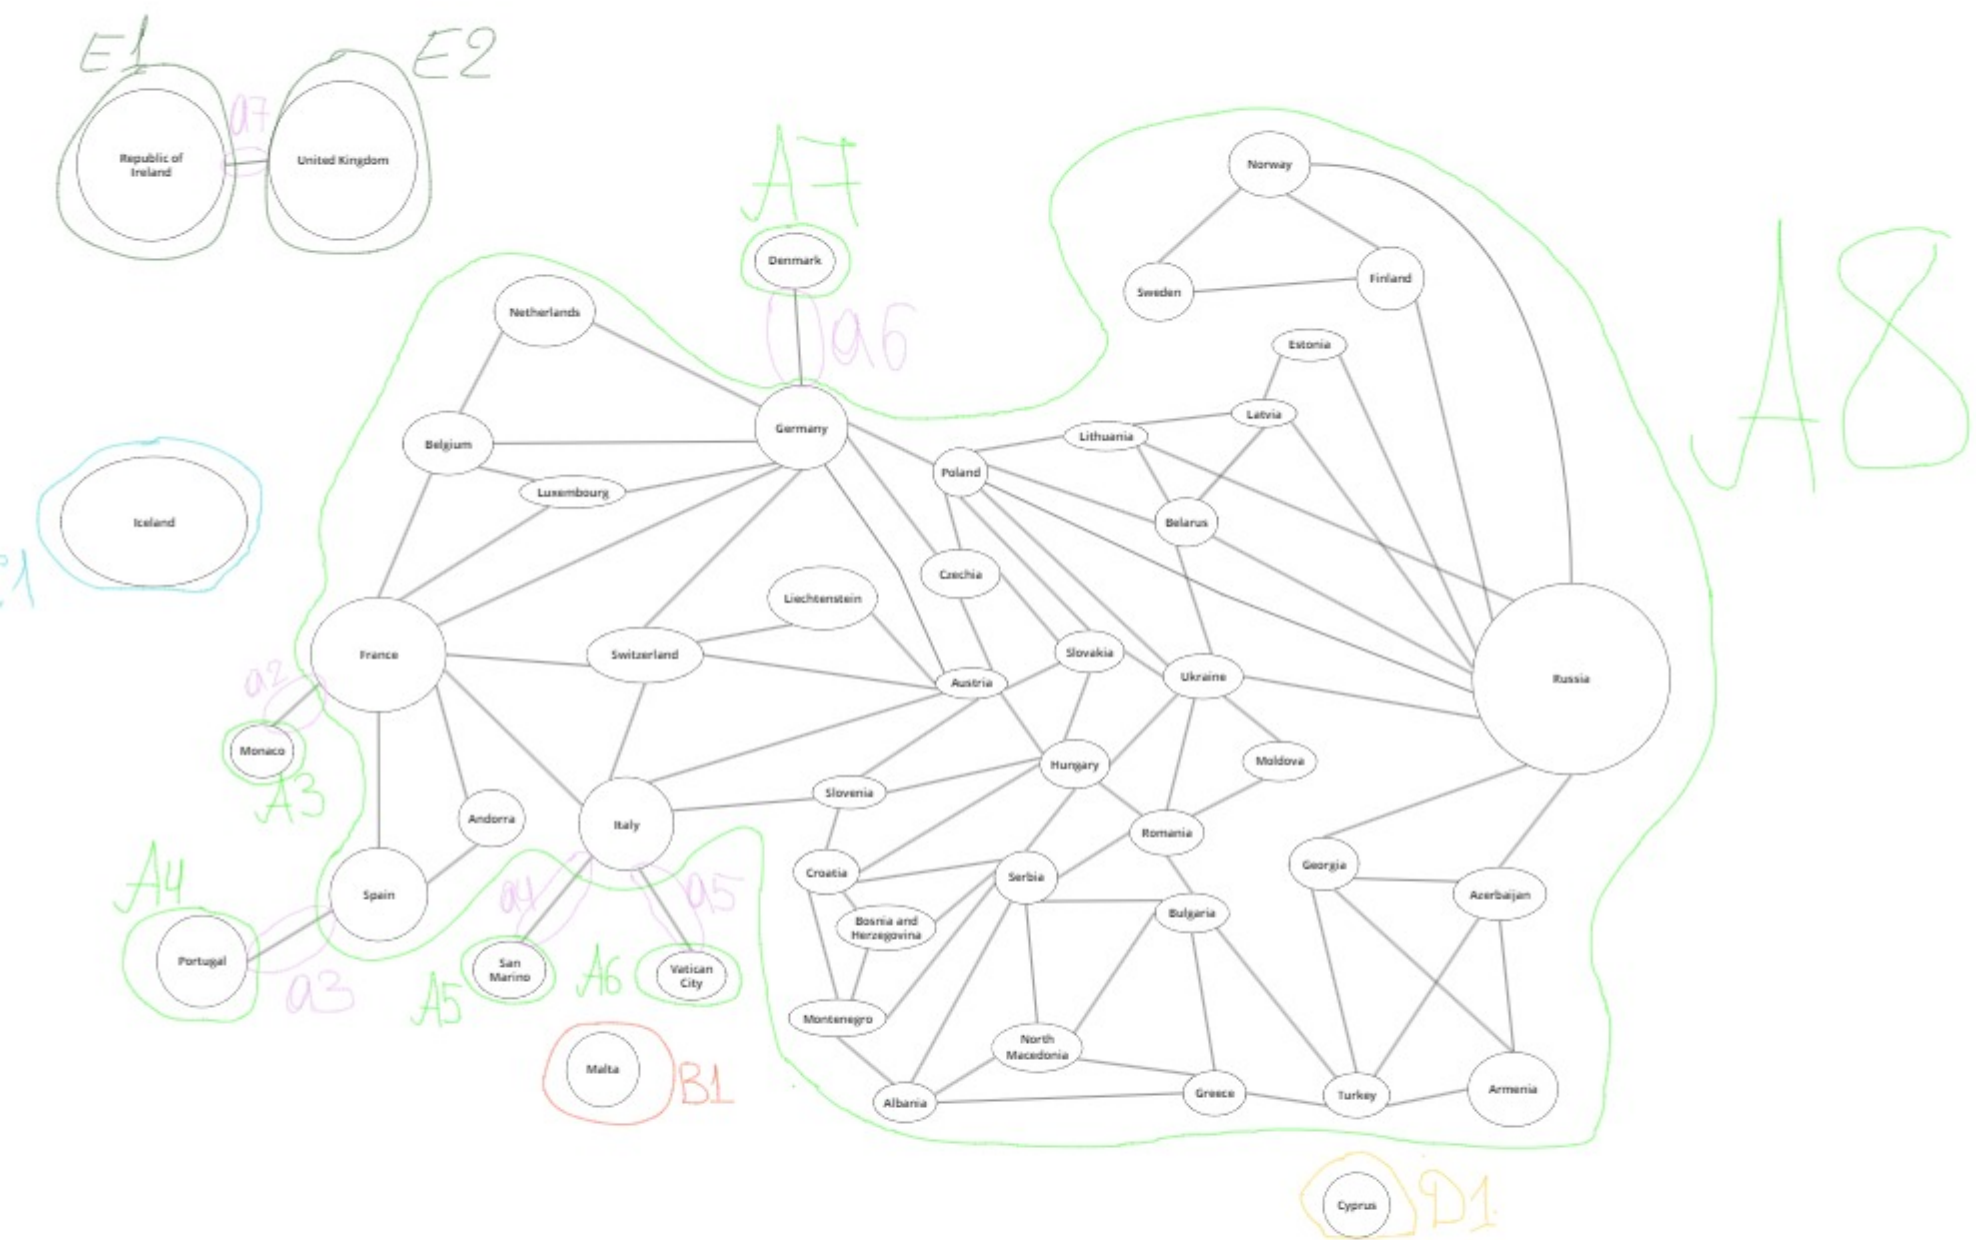 E1
E2
a7
Republic of
Ireland
United Kingdom
A7
Norway
Denmark
Finland
Sweden
A8
Netherlands
a6
Estonia
Latvia
Germany
Lithuania
Belgium
Poland
Luxembourg
Iceland
Belarus
Czechia
Liechtenstein
France
Switzerland
Slovakia
Ukraine
Russia
Austria
a2
Monaco
A3
Hungary
Moldova
Slovenia
Andorra
Italy
Romania
Georgia
Croatia
Serbia
A4
Spain
a4
a5
Azerbaijan
Bosnia and
Herzegovina
Bulgaria
Portugal
San
Marino
A5
A6
Vatican
City
a3
Montenegro
North
Macedonia
Malta
B1
Albania
Greece
Turkey
Armenia
Cyprus
D1